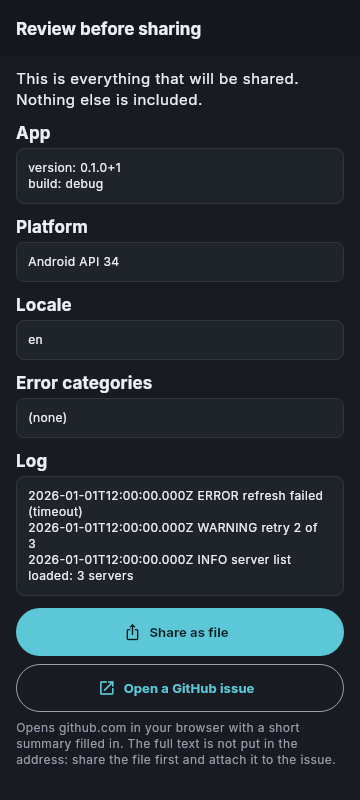 Review before sharing
This is everything that will be shared.
Nothing else is included.
App
version: 0.1.0+1
build: debug
Platform
Android API 34
Locale
en
Error categories
(none)
Log
2026-01-01T12:00:00.000Z ERROR refresh failed
(timeout)
2026-01-01T12:00:00.000Z WARNING retry 2 of
3
2026-01-01T12:00:00.000Z INFO server list
loaded: 3 servers
Share as file
Open a GitHub issue
Opens github.com in your browser with a short
summary filled in. The full text is not put in the
address: share the file first and attach it to the issue.